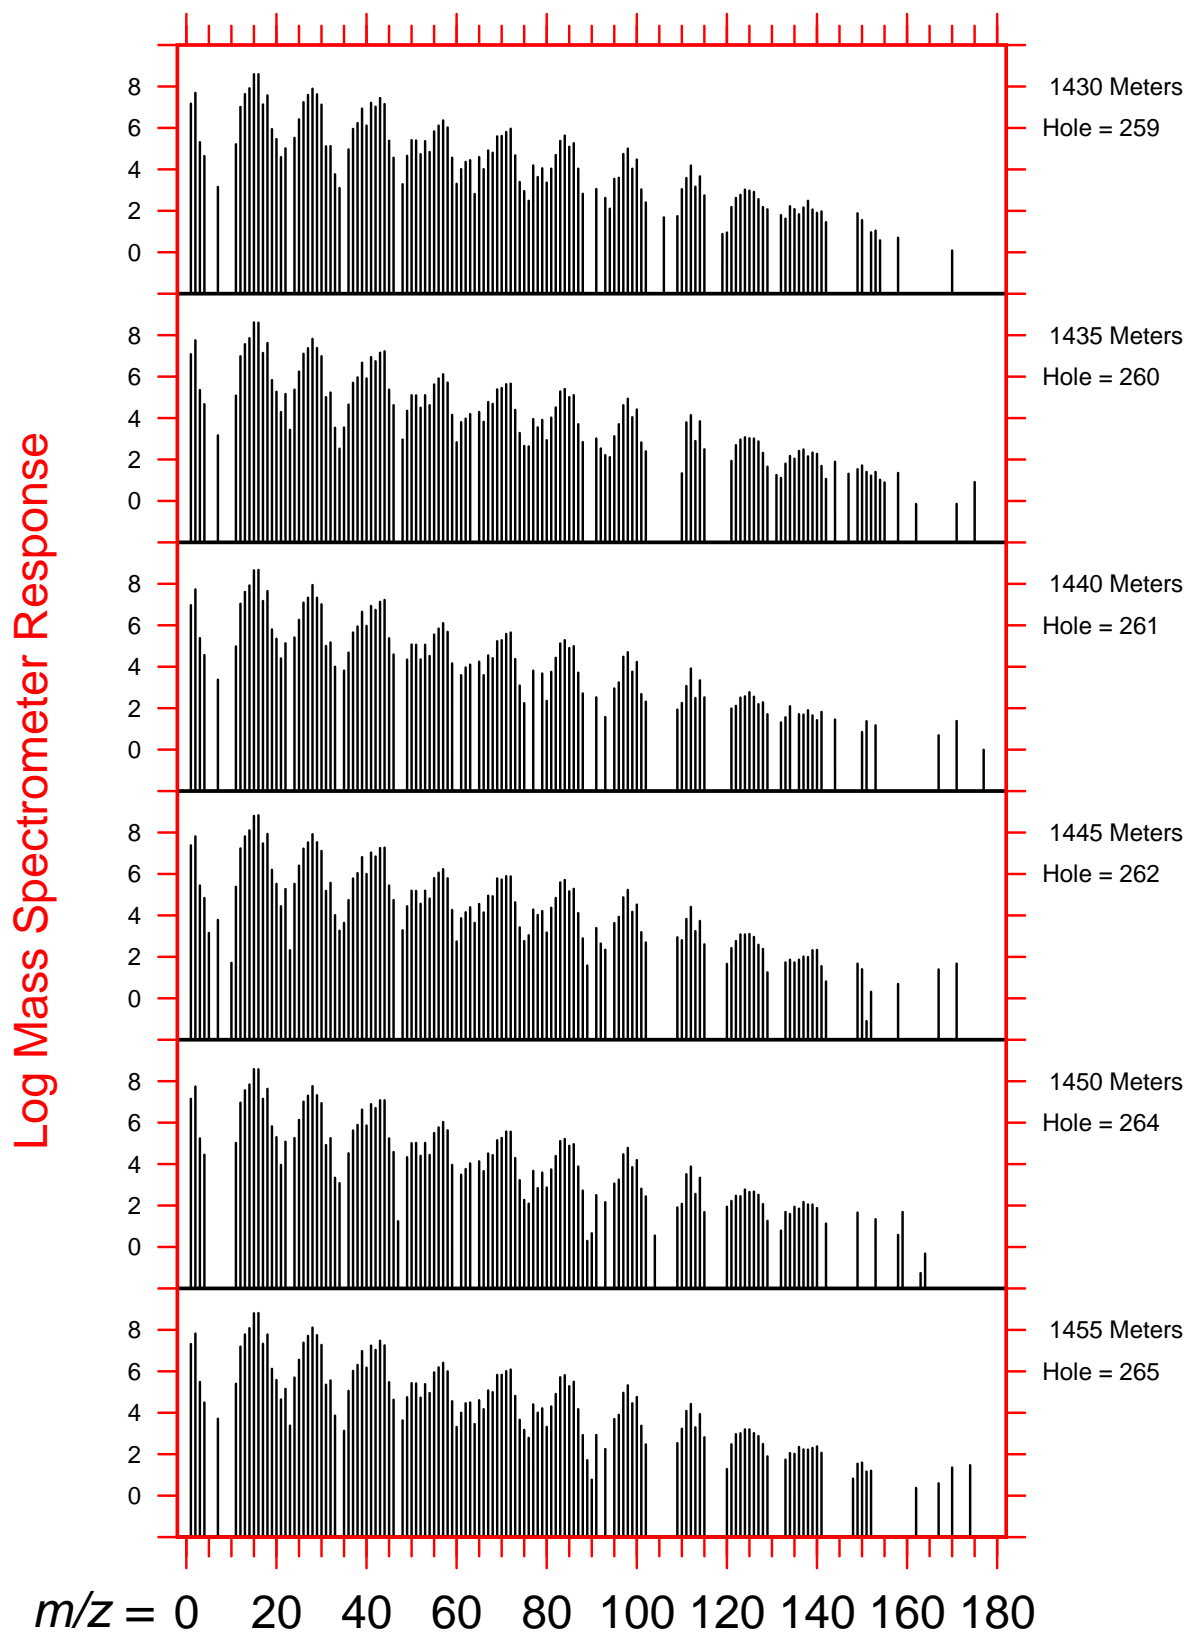 8
6
4
2
0
1430 Meters
Hole = 259
8
6
4
2
0
1435 Meters
Hole = 260
8
6
4
2
0
1440 Meters
Hole = 261
8
6
4
2
0
1445 Meters
Hole = 262
8
6
4
2
0
1450 Meters
Hole = 264
8
6
4
2
0
1455 Meters
Hole = 265
Log Mass Spectrometer Response
m/z = 0 20 40 60 80 100 120 140 160 180